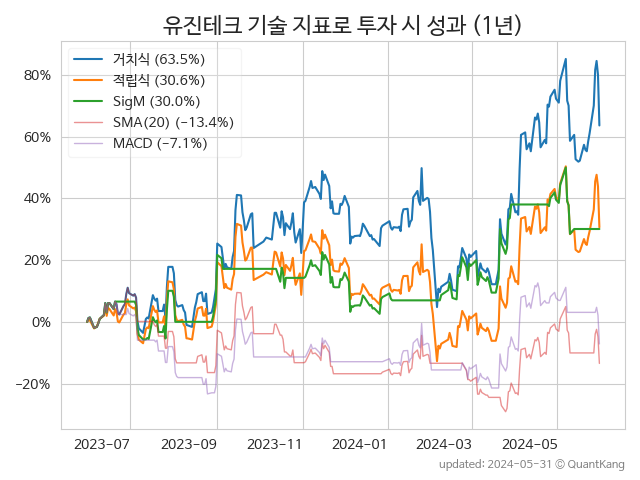 유진테크 기술 지표로 투자 시 성과 (1년)
거치식 (63.5%)
적립식 (30.6%)
SigM (30.0%)
SMA(20) (−13.4%)
MACD (−7.1%)
80%
60%
40%
20%
0%
−20%
2023-07
2023-09
2023-11
2024-01
2024-03
2024-05
updated: 2024-05-31 ⓒ QuantKang